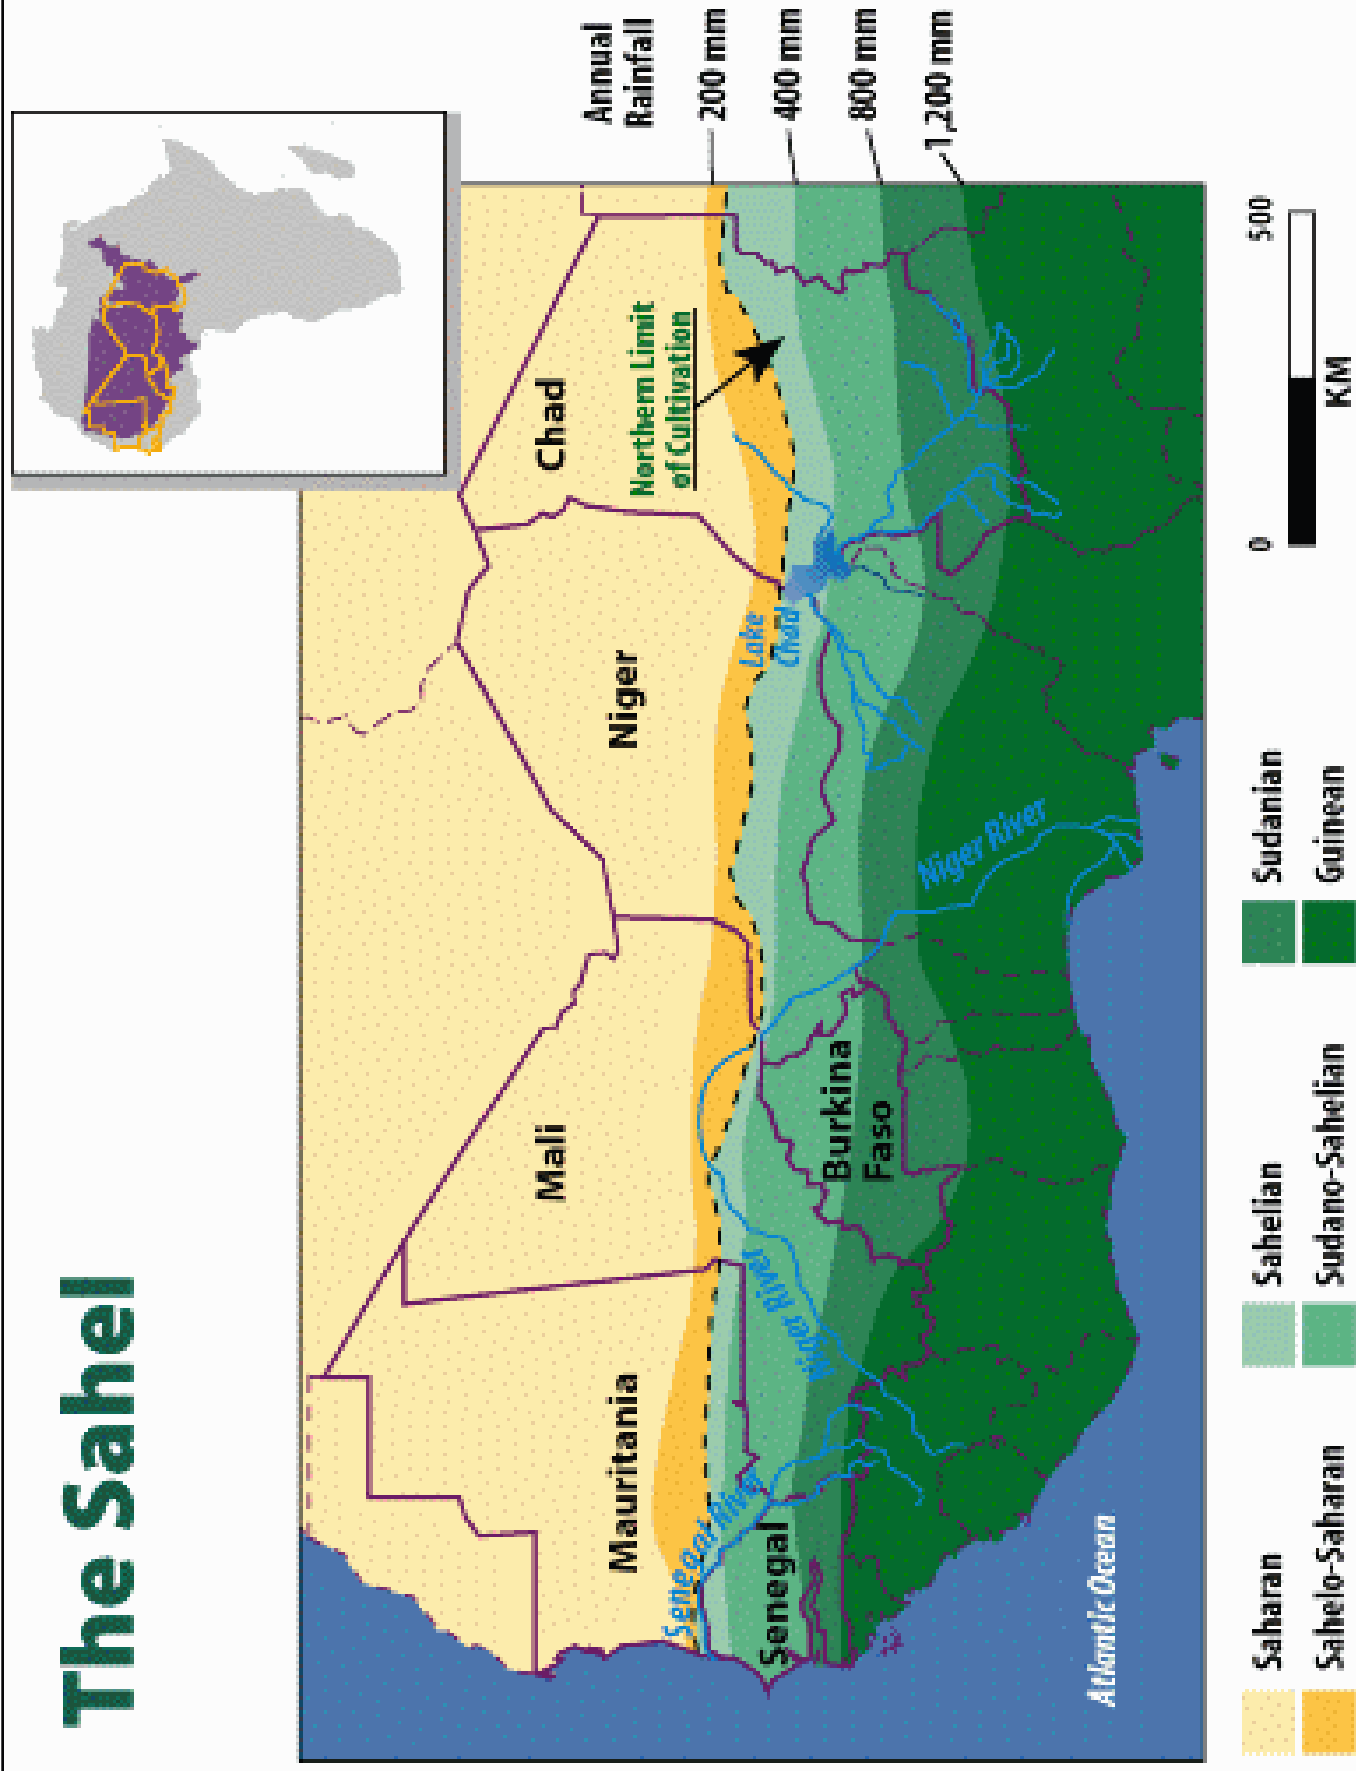 The Sahel
Annual
Rainfall
200 mm
400 mm
800 mm
1,200 mm
Chad
Northern Limit
of Cultivation
Niger
Lake
Chad
Mali
Mauritania
Niger River
Niger River
Burkina
Faso
Senegal River
Senegal
Atlantic Ocean
Saharan
Sahelian
Sudanian
Sahelo-Saharan
Sudano-Sahelian
Guinean
0
500
KM